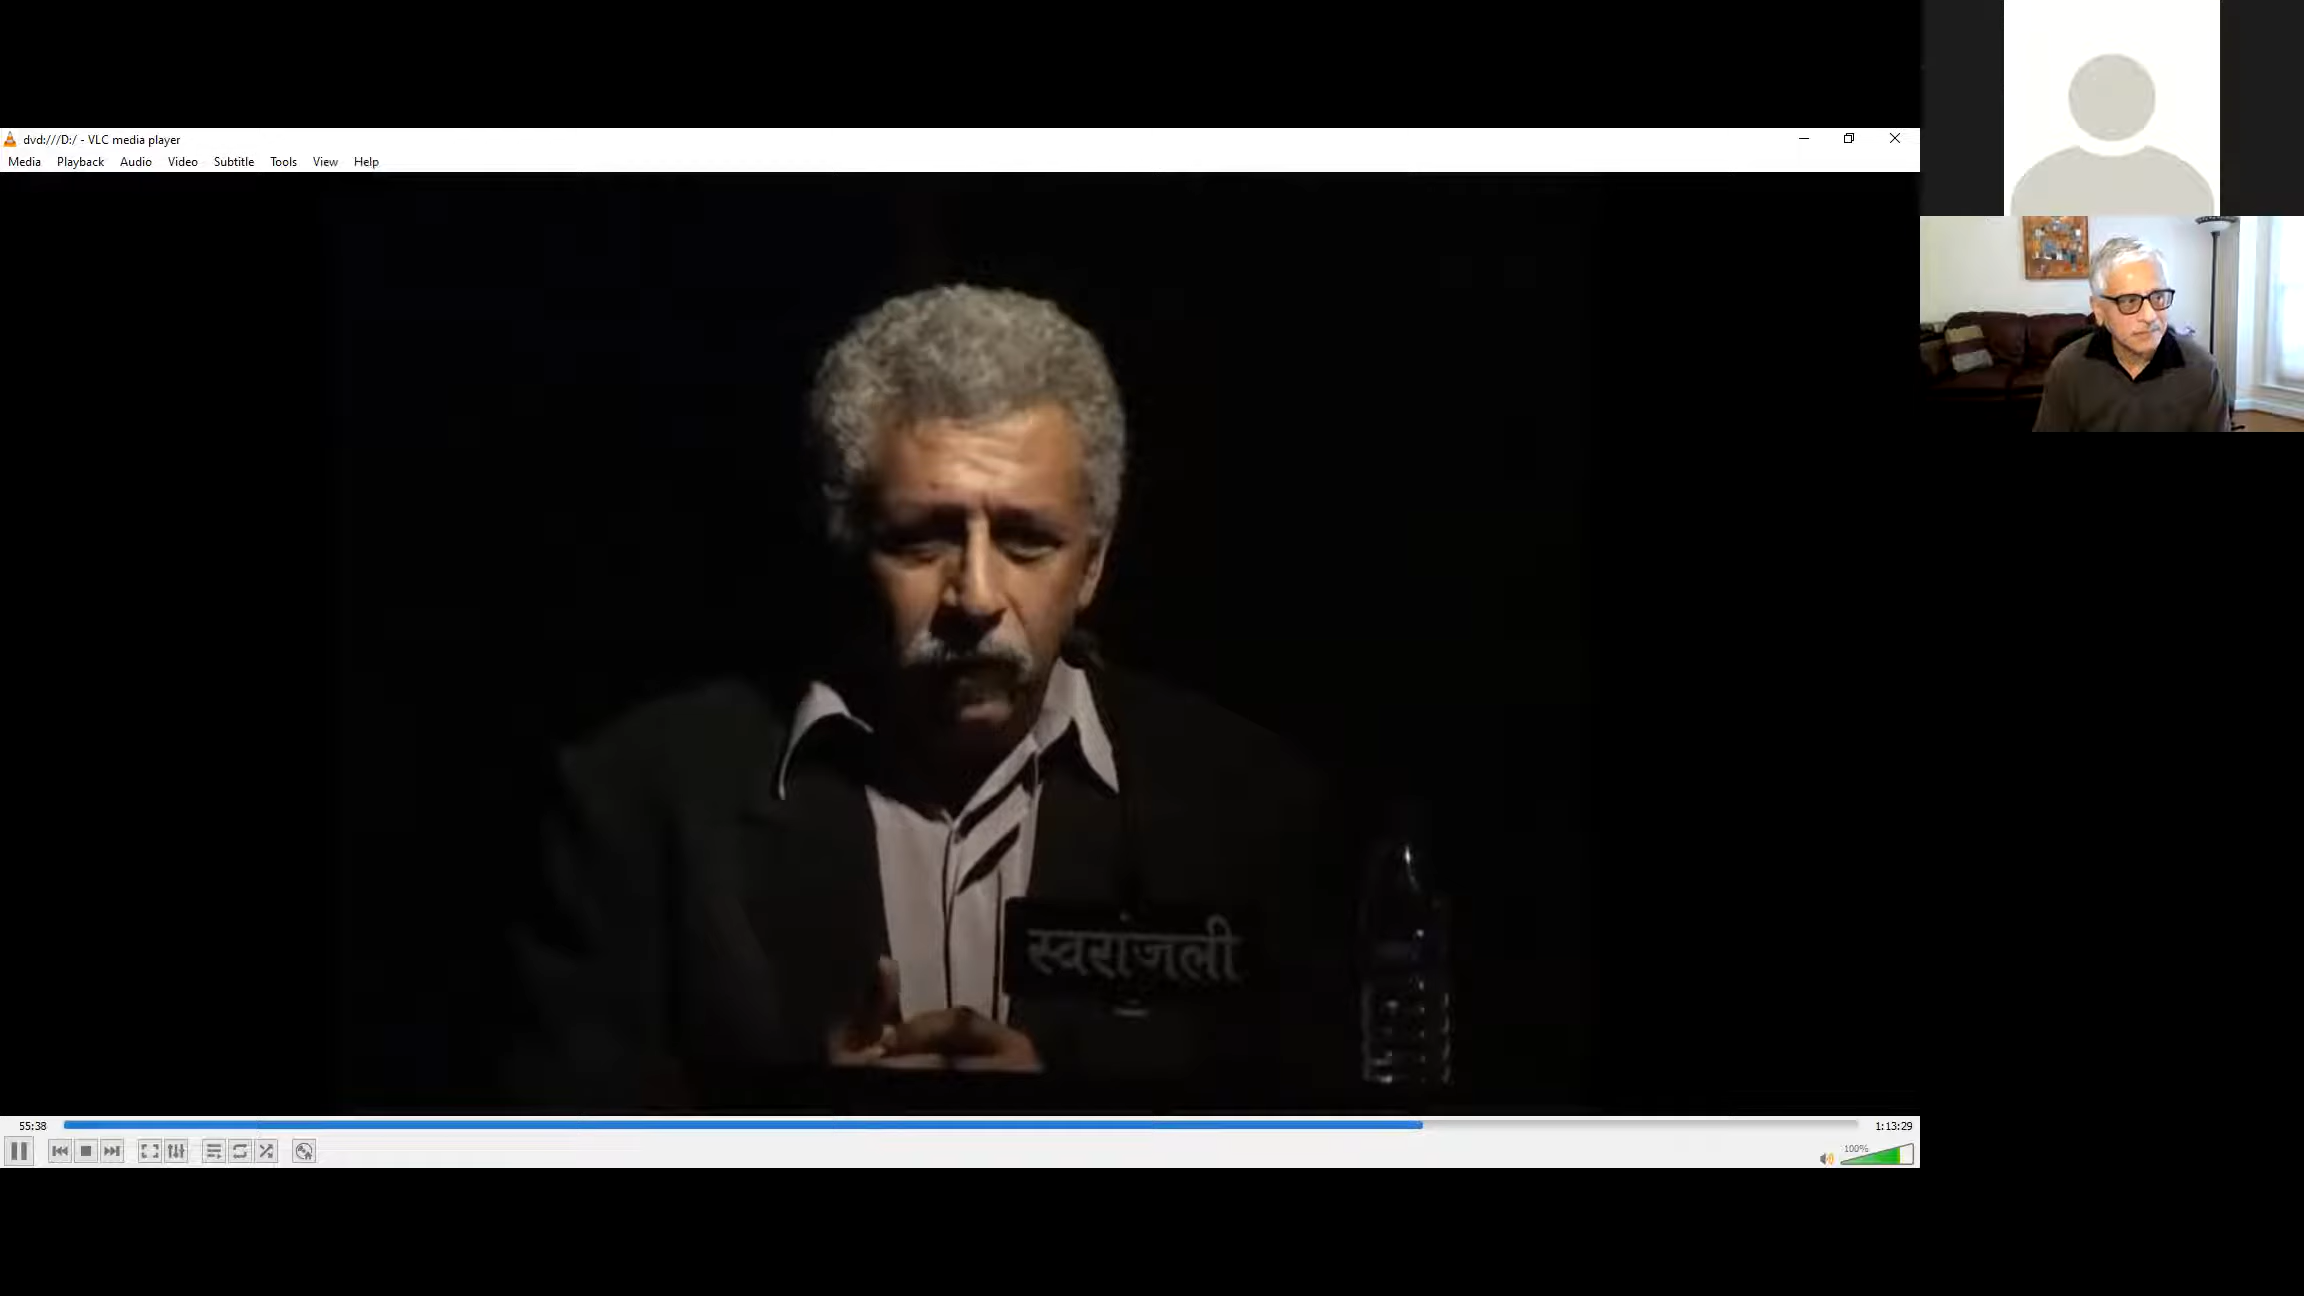 dvd:///D:/ - VLC media player
Media Playback Audio Video Subtitle Tools View Help
स्वरांजली
55:38
1:13:29
100%